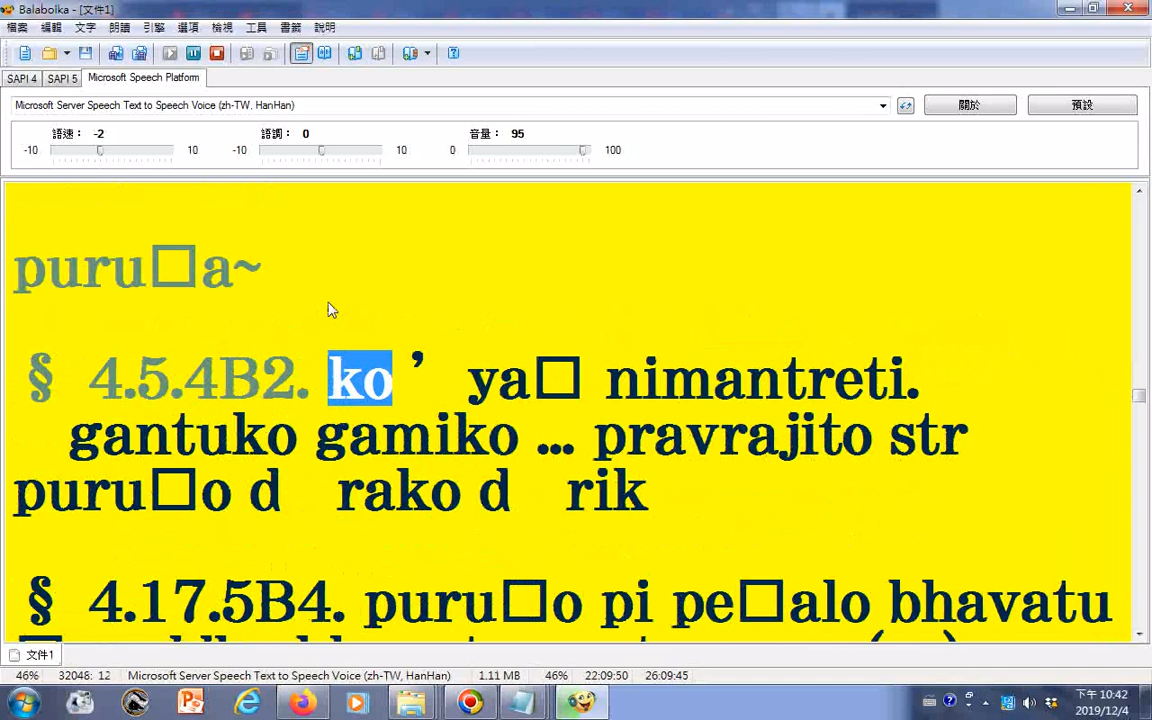 Balabolka - [文件1]
檔案 編輯 文字 朗讀 引擎 選項 檢視 工具 書籤 說明
SAPI 4 SAPI 5 Microsoft Speech Platform
Microsoft Server Speech Text to Speech Voice (zh-TW, HanHan) 關於 預設
語速： -2 語調： 0 音量： 95
-10 10 -10 10 0 100
puru□a~
§ 4.5.4B2. ko ’ ya□ nimantreti.
gantuko gamiko ... pravrajito str
puru□o d rako d rik
§ 4.17.5B4. puru□o pi pe□alo bhavatu
文件1
46% 32048: 12 Microsoft Server Speech Text to Speech Voice (zh-TW, HanHan) 1.11 MB 46% 22:09:50 26:09:45
下午 10:42
2019/12/4